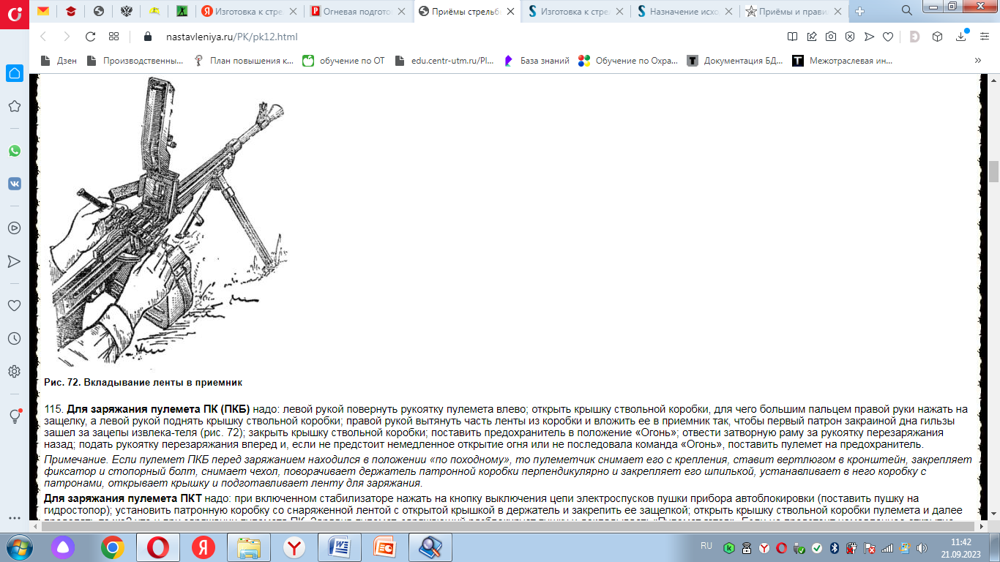 Изготовка к стре
Огневая подгото
Приёмы стрельб
Изготовка к стре
Назначение исхо
Приёмы и прави
nastavleniya.ru/PK/pk12.html
Дзен
Производственны...
План повышения к...
обучение по ОТ
edu.centr-utm.ru/Pl...
База знаний
Обучение по Охра...
Документация БД...
Межотраслевая ин...
Рис. 72. Вкладывание ленты в приемник
115. Для заряжания пулемета ПК (ПКБ) надо: левой рукой повернуть рукоятку пулемета влево; открыть крышку ствольной коробки, для чего большим пальцем правой руки нажать на
защелку, а левой рукой поднять крышку ствольной коробки; правой рукой вытянуть часть ленты из коробки и вложить ее в приемник так, чтобы первый патрон закраиной дна гильзы
зашел за зацепы извлека-теля (рис. 72); закрыть крышку ствольной коробки; поставить предохранитель в положение «Огонь»; отвести затворную раму за рукоятку перезаряжания
назад; подать рукоятку перезаряжания вперед и, если не предстоит немедленное открытие огня или не последовала команда «Огонь», поставить пулемет на предохранитель.
Примечание. Если пулемет ПКБ перед заряжанием находился в положении «по походному», то пулеметчик снимает его с крепления, ставит вертлюгом в кронштейн, закрепляет
фиксатор и стопорный болт, снимает чехол, поворачивает держатель патронной коробки перпендикулярно и закрепляет его шпилькой, устанавливает в него коробку с
патронами, открывает крышку и подготавливает ленту для заряжания.
Для заряжания пулемета ПКТ надо: при включенном стабилизаторе нажать на кнопку выключения цепи электроспусков пушки прибора автоблокировки (поставить пушку на
гидростопор); установить патронную коробку со снаряженной лентой с открытой крышкой в держатель и закрепить ее защелкой; открыть крышку ствольной коробки пулемета и далее
RU
11:42
21.09.2023